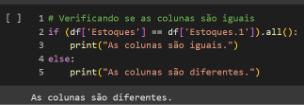 [ ] 1 # Verificando se as colunas são iguais
2 if (df['Estoques'] == df['Estoques.1']).all():
3     print("As colunas são iguais.")
4 else:
5     print("As colunas são diferentes.")
As colunas são diferentes.